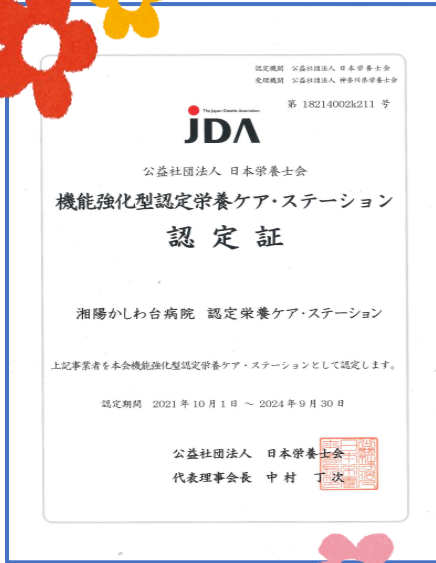 認定機関 公益社団法人 日本栄養士会
受理機関 公益社団法人 神奈川県栄養士会
第 18214002k211 号
The Japan Dietetic Association
JDA
公益社団法人 日本栄養士会
機能強化型認定栄養ケア・ステーション
認定証
湘陽かしわ台病院 認定栄養ケア・ステーション
上記事業者を本会機能強化型認定栄養ケア・ステーションとして認定します。
認定期間 2021年10月1日 ～ 2024年9月30日
公益社団法人 日本栄養士会
代表理事会長 中村 丁次